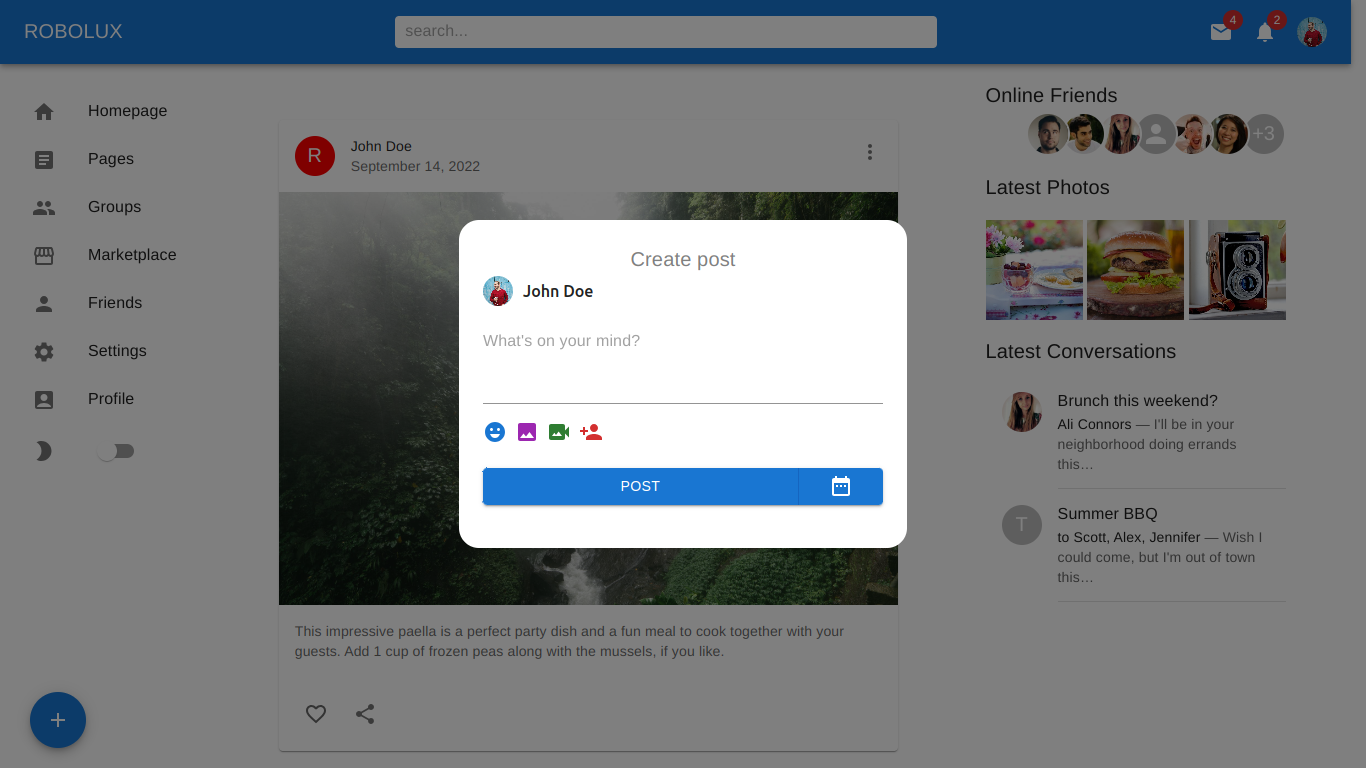 ROBOLUX
search...
4
2
Homepage
Pages
Groups
Marketplace
Friends
Settings
Profile
R
John Doe
September 14, 2022
Create post
John Doe
What's on your mind?
POST
This impressive paella is a perfect party dish and a fun meal to cook together with your
guests. Add 1 cup of frozen peas along with the mussels, if you like.
Online Friends
+3
Latest Photos
Latest Conversations
Brunch this weekend?
Ali Connors — I'll be in your
neighborhood doing errands
this…
T
Summer BBQ
to Scott, Alex, Jennifer — Wish I
could come, but I'm out of town
this…